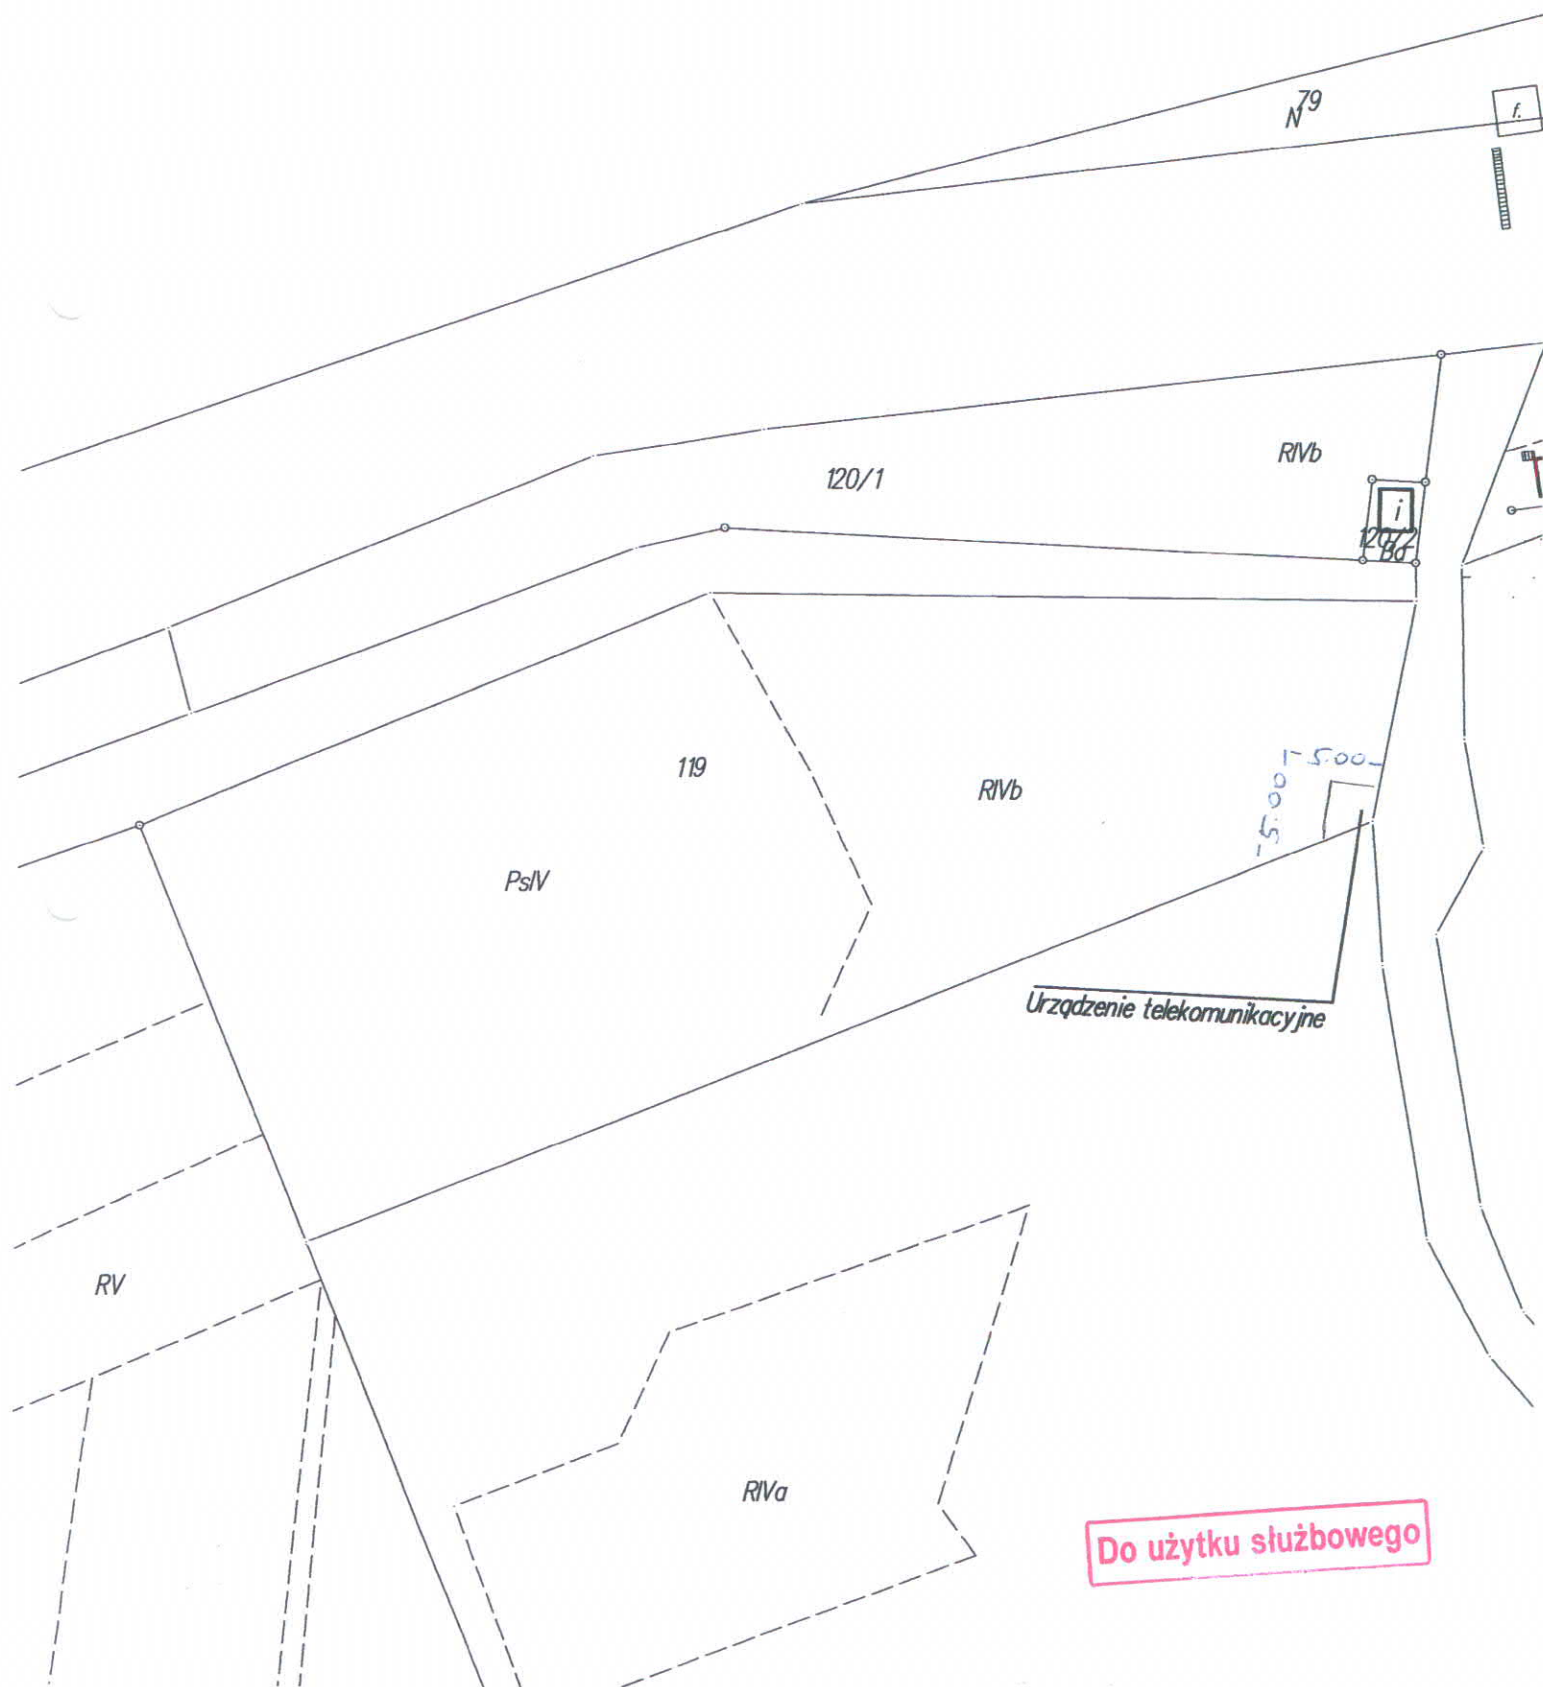 79
N
f.
RIVb
120/1
i
120/2
Bo
119
-5.00-
RIVb
-5.00
PsIV
Urządzenie telekomunikacyjne
RV
RIVa
Do użytku służbowego